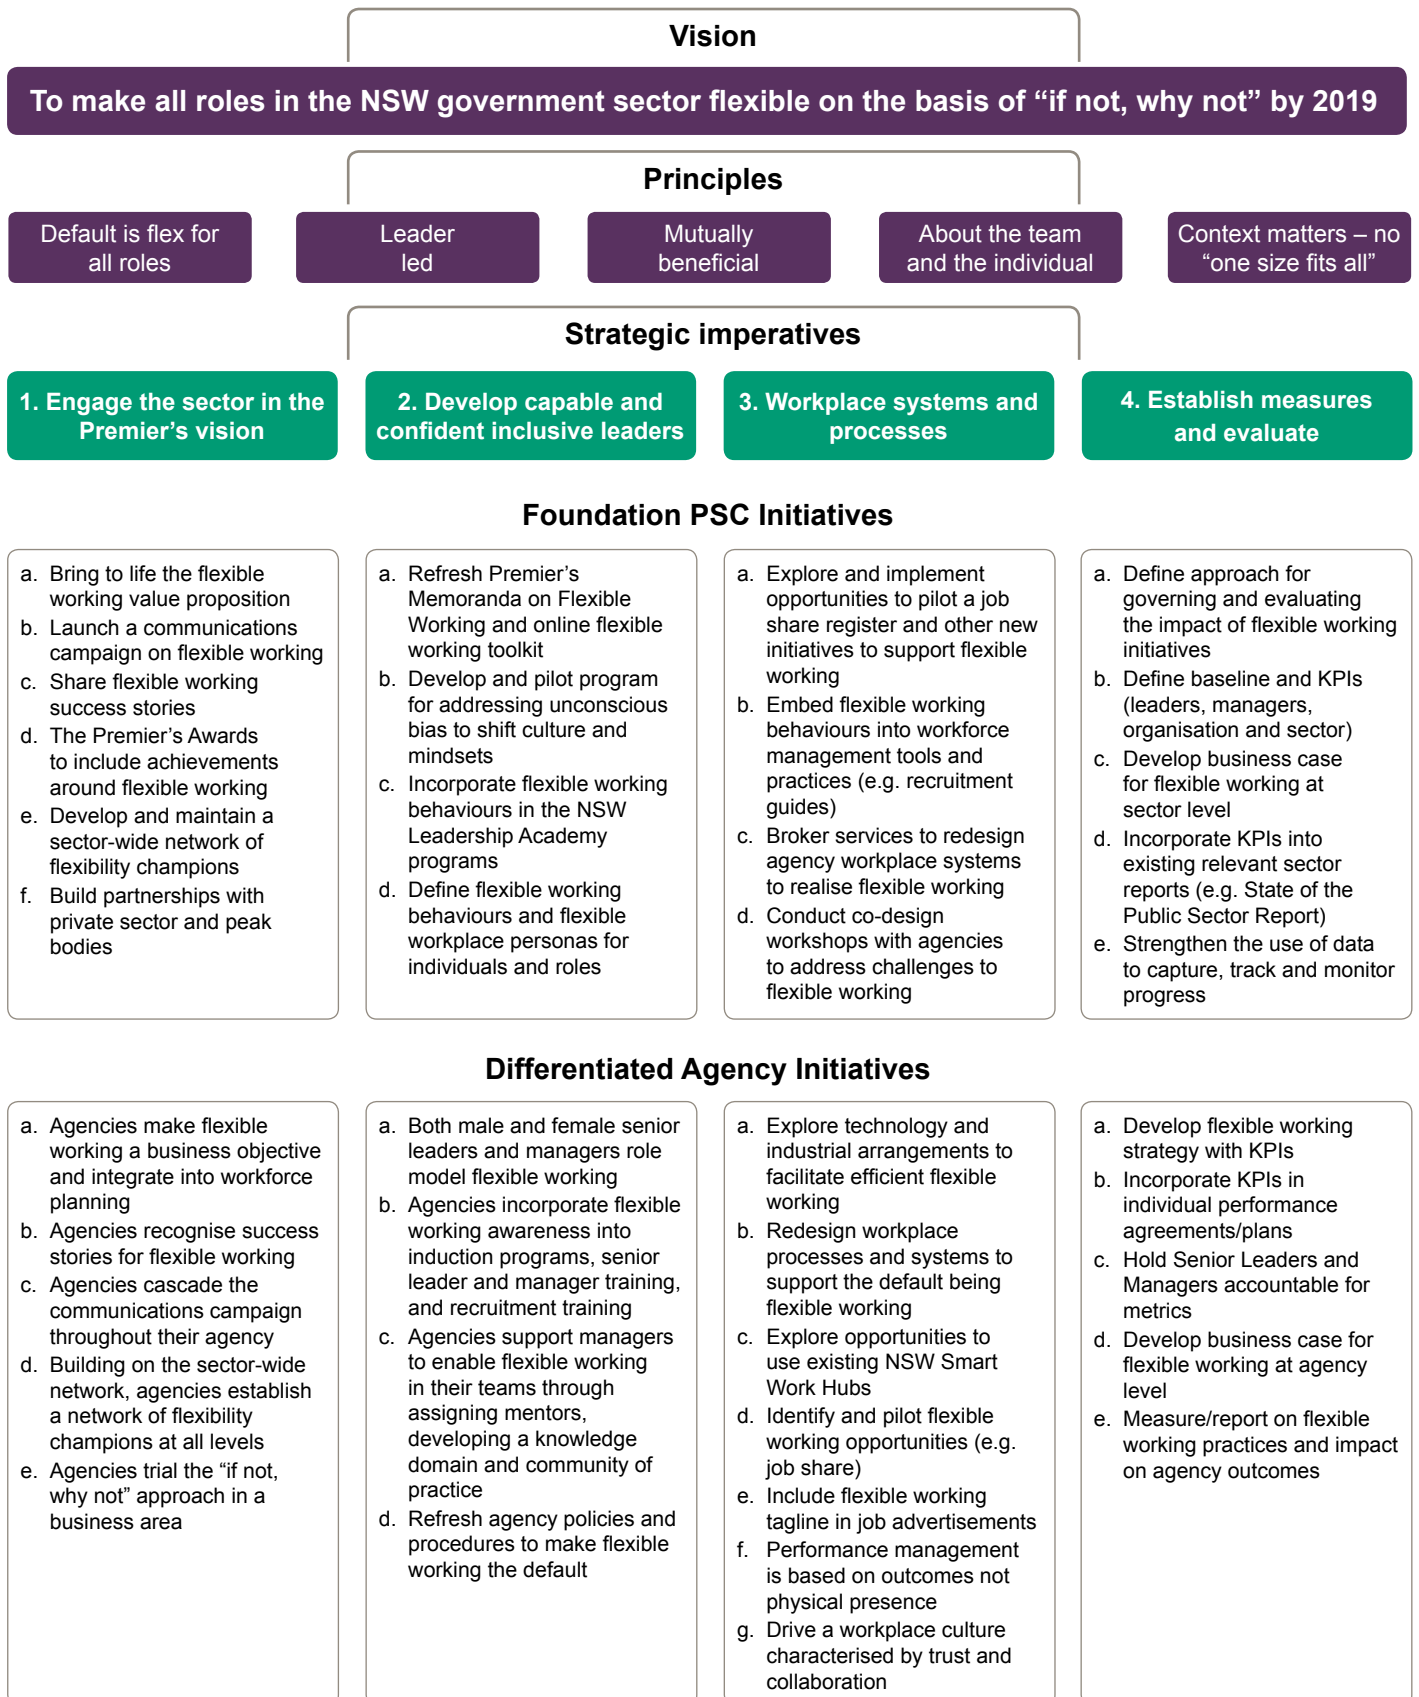 Vision
To make all roles in the NSW government sector flexible on the basis of “if not, why not” by 2019
Principles
Default is flex for
all roles
Leader
led
Mutually
beneficial
About the team
and the individual
Context matters – no
“one size fits all”
Strategic imperatives
1. Engage the sector in the
Premier’s vision
2. Develop capable and
confident inclusive leaders
3. Workplace systems and
processes
4. Establish measures
and evaluate
Foundation PSC Initiatives
a. Bring to life the flexible
working value proposition
b. Launch a communications
campaign on flexible working
c. Share flexible working
success stories
d. The Premier’s Awards
to include achievements
around flexible working
e. Develop and maintain a
sector-wide network of
flexibility champions
f. Build partnerships with
private sector and peak
bodies
a. Refresh Premier’s
Memoranda on Flexible
Working and online flexible
working toolkit
b. Develop and pilot program
for addressing unconscious
bias to shift culture and
mindsets
c. Incorporate flexible working
behaviours in the NSW
Leadership Academy
programs
d. Define flexible working
behaviours and flexible
workplace personas for
individuals and roles
a. Explore and implement
opportunities to pilot a job
share register and other new
initiatives to support flexible
working
b. Embed flexible working
behaviours into workforce
management tools and
practices (e.g. recruitment
guides)
c. Broker services to redesign
agency workplace systems
to realise flexible working
d. Conduct co-design
workshops with agencies
to address challenges to
flexible working
a. Define approach for
governing and evaluating
the impact of flexible working
initiatives
b. Define baseline and KPIs
(leaders, managers,
organisation and sector)
c. Develop business case
for flexible working at
sector level
d. Incorporate KPIs into
existing relevant sector
reports (e.g. State of the
Public Sector Report)
e. Strengthen the use of data
to capture, track and monitor
progress
Differentiated Agency Initiatives
a. Agencies make flexible
working a business objective
and integrate into workforce
planning
b. Agencies recognise success
stories for flexible working
c. Agencies cascade the
communications campaign
throughout their agency
d. Building on the sector-wide
network, agencies establish
a network of flexibility
champions at all levels
e. Agencies trial the “if not,
why not” approach in a
business area
a. Both male and female senior
leaders and managers role
model flexible working
b. Agencies incorporate flexible
working awareness into
induction programs, senior
leader and manager training,
and recruitment training
c. Agencies support managers
to enable flexible working
in their teams through
assigning mentors,
developing a knowledge
domain and community of
practice
d. Refresh agency policies and
procedures to make flexible
working the default
a. Explore technology and
industrial arrangements to
facilitate efficient flexible
working
b. Redesign workplace
processes and systems to
support the default being
flexible working
c. Explore opportunities to
use existing NSW Smart
Work Hubs
d. Identify and pilot flexible
working opportunities (e.g.
job share)
e. Include flexible working
tagline in job advertisements
f. Performance management
is based on outcomes not
physical presence
g. Drive a workplace culture
characterised by trust and
collaboration
a. Develop flexible working
strategy with KPIs
b. Incorporate KPIs in
individual performance
agreements/plans
c. Hold Senior Leaders and
Managers accountable for
metrics
d. Develop business case for
flexible working at agency
level
e. Measure/report on flexible
working practices and impact
on agency outcomes